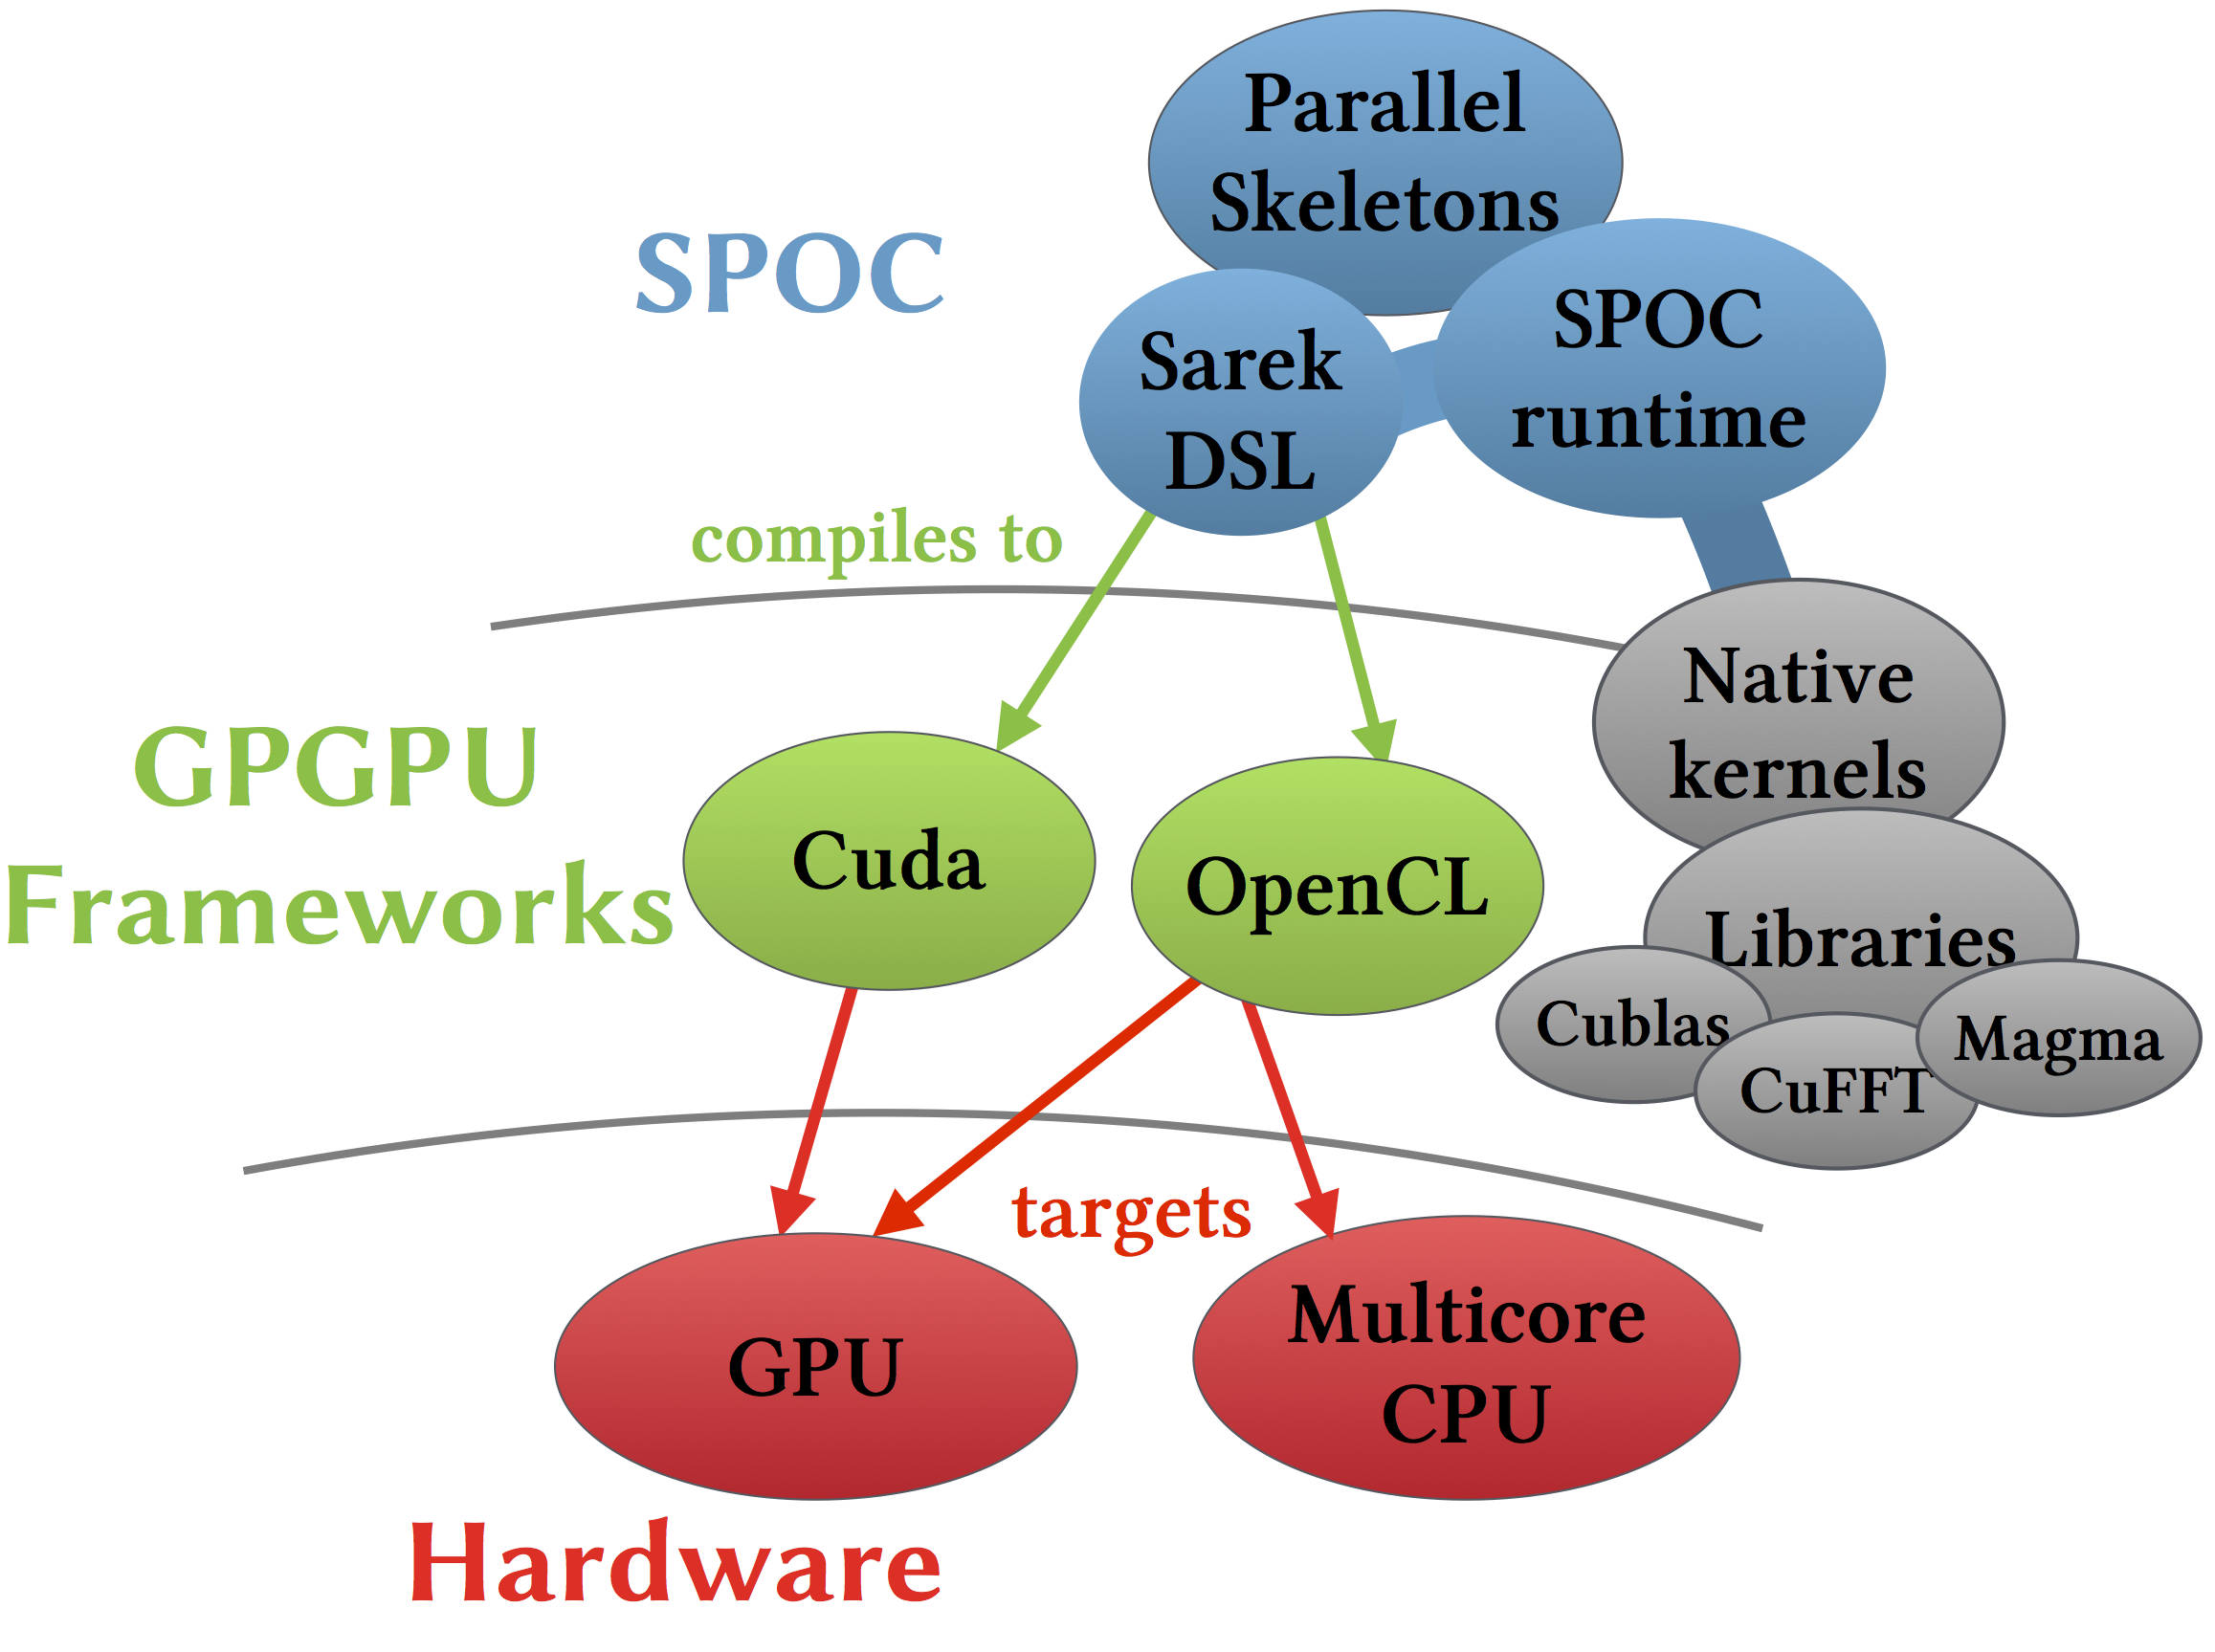 Parallel
Skeletons
SPOC
SPOC
runtime
Sarek
DSL
compiles to
Native
kernels
GPGPU
Frameworks
Cuda
OpenCL
Libraries
Cublas
CuFFT
Magma
targets
GPU
Multicore
CPU
Hardware